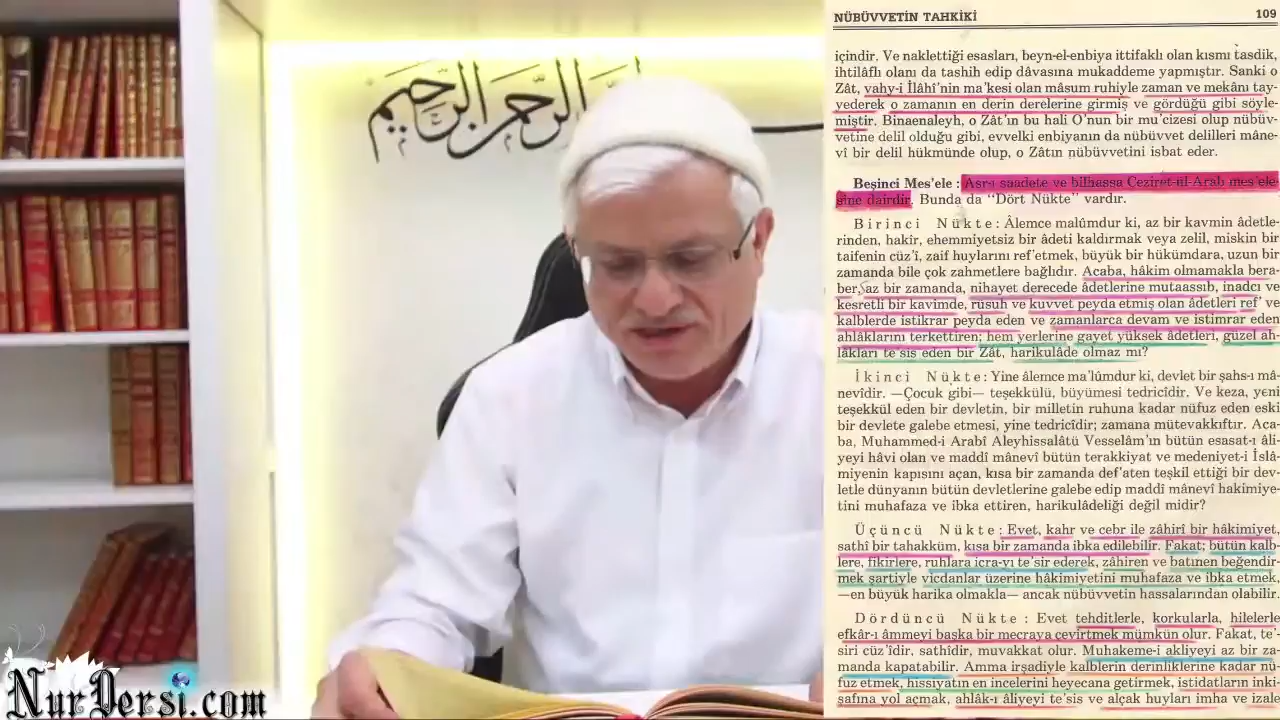 الرحمن الرحيم
NurDersi.com
NÜBÜVVETİN TAHKİKİ 109
içindir. Ve naklettiği esasları, beyn-el-enbiya ittifaklı olan kısmı tasdik,
ihtilâflı olanı da tashih edip dâvasına mukaddeme yapmıştır. Sanki o
Zât, vahy-i İlâhî'nin ma'kesi olan mâsum ruhiyle zaman ve mekânı tay-
yederek o zamanın en derin derelerine girmiş ve gördüğü gibi söyle-
miştir. Binaenaleyh, o Zât'ın bu hali O'nun bir mu'cizesi olup nübüv-
vetine delil olduğu gibi, evvelki enbiyanın da nübüvvet delilleri mâne-
vî bir delil hükmünde olup, o Zâtın nübüvvetini isbat eder.
Beşinci Mes'ele : Asr-ı saadete ve bilhassa Ceziret-ül-Arab mes'ele-
sine dairdir. Bunda da "Dört Nükte" vardır.
Birinci Nükte: Âlemce malûmdur ki, az bir kavmin âdetle-
rinden, hakir, ehemmiyetsiz bir âdeti kaldırmak veya zelil, miskin bir
taifenin cüz'î, zaif huylarını ref'etmek, büyük bir hükümdara, uzun bir
zamanda bile çok zahmetlere bağlıdır. Acaba, hâkim olmamakla bera-
ber, az bir zamanda, nihayet derecede âdetlerine mutaassıb, inadcı ve
kesretli bir kavimde, rüsuh ve kuvvet peyda etmiş olan âdetleri ref' ve
kalblerde istikrar peyda eden ve zamanlarca devam ve istimrar eden
ahlâklarını terkettiren; hem yerlerine gayet yüksek âdetleri, güzel ah-
lâkları te'sis eden bir Zât, harikulâde olmaz mı?
İkinci Nükte: Yine âlemce ma'lûmdur ki, devlet bir şahs-ı mâ-
nevîdir. —Çocuk gibi— teşekkülü, büyümesi tedricîdir. Ve keza, yeni
teşekkül eden bir devletin, bir milletin ruhuna kadar nüfuz eden eski
bir devlete galebe etmesi, yine tedricîdir; zamana mütevakkıftır. Aca-
ba, Muhammed-i Arabî Aleyhissalâtü Vesselâm'ın bütün esasat-ı âli-
yeyi hâvi olan ve maddî mânevî bütün terakkiyat ve medeniyet-i İslâ-
miyenin kapısını açan, kısa bir zamanda def'aten teşkil ettiği bir dev-
letle dünyanın bütün devletlerine galebe edip maddî mânevî hakimiye-
tini muhafaza ve ibka ettiren, harikulâdeliği değil midir?
Üçüncü Nükte: Evet, kahr ve cebr ile zâhirî bir hâkimiyet,
sathî bir tahakküm, kısa bir zamanda ibka edilebilir. Fakat; bütün kalb-
lere, fikirlere, ruhlara icra-yı te'sir ederek, zâhiren ve batınen beğendir-
mek şartiyle vicdanlar üzerine hâkimiyetini muhafaza ve ibka etmek,
—en büyük harika olmakla— ancak nübüvvetin hassalarından olabilir.
Dördüncü Nükte: Evet tehditlerle, korkularla, hilelerle
efkâr-ı âmmeyi başka bir mecraya çevirtmek mümkün olur. Fakat, te'-
siri cüz'îdir, sathîdir, muvakkat olur. Muhakeme-i akliyeyi az bir za-
manda kapatabilir. Amma irşadiyle kalblerin derinliklerine kadar nü-
fuz etmek, hissiyatın en incelerini heyecana getirmek, istidatların inki-
şafına yol açmak, ahlâk-ı âliyeyi te'sis ve alçak huyları imha ve izale